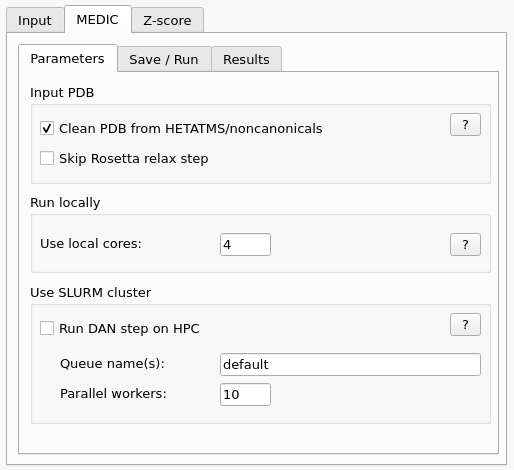 Input MEDIC Z-score
Parameters Save / Run Results
Input PDB
Clean PDB from HETATMS/noncanonicals ?
Skip Rosetta relax step
Run locally
Use local cores: 4 ?
Use SLURM cluster
Run DAN step on HPC ?
Queue name(s): default
Parallel workers: 10